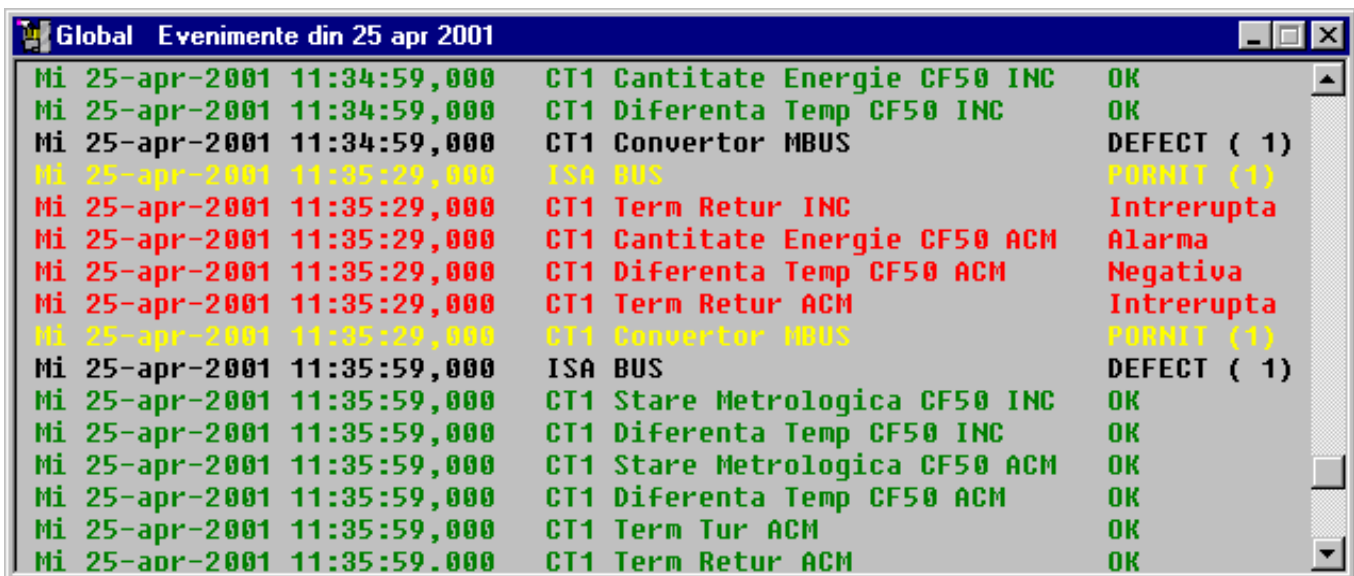 Global Evenimente din 25 apr 2001
Mi 25-apr-2001 11:34:59,000 CT1 Cantitate Energie CF50 INC OK
Mi 25-apr-2001 11:34:59,000 CT1 Diferenta Temp CF50 INC OK
Mi 25-apr-2001 11:34:59,000 CT1 Convertor MBUS DEFECT ( 1)
Mi 25-apr-2001 11:35:29,000 ISA BUS PORNIT (1)
Mi 25-apr-2001 11:35:29,000 CT1 Term Retur INC Intrerupta
Mi 25-apr-2001 11:35:29,000 CT1 Cantitate Energie CF50 ACM Alarma
Mi 25-apr-2001 11:35:29,000 CT1 Diferenta Temp CF50 ACM Negativa
Mi 25-apr-2001 11:35:29,000 CT1 Term Retur ACM Intrerupta
Mi 25-apr-2001 11:35:29,000 CT1 Convertor MBUS PORNIT (1)
Mi 25-apr-2001 11:35:59,000 ISA BUS DEFECT ( 1)
Mi 25-apr-2001 11:35:59,000 CT1 Stare Metrologica CF50 INC OK
Mi 25-apr-2001 11:35:59,000 CT1 Diferenta Temp CF50 INC OK
Mi 25-apr-2001 11:35:59,000 CT1 Stare Metrologica CF50 ACM OK
Mi 25-apr-2001 11:35:59,000 CT1 Diferenta Temp CF50 ACM OK
Mi 25-apr-2001 11:35:59,000 CT1 Term Tur ACM OK
Mi 25-apr-2001 11:35:59,000 CT1 Term Retur ACM OK